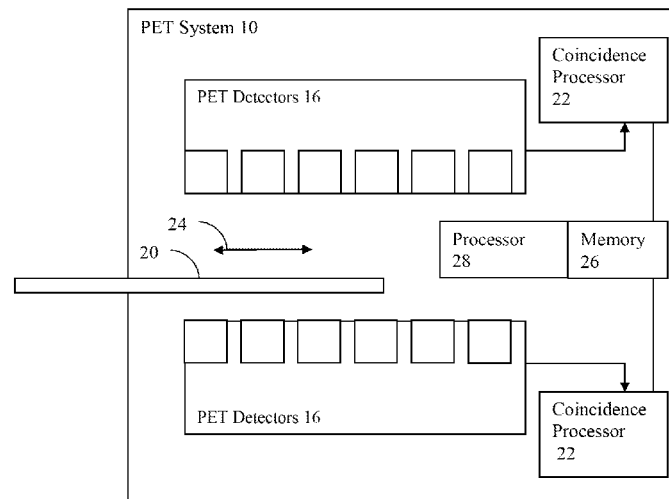 PET System 10
Coincidence
Processor
22
PET Detectors 16
24
20
Processor
28
Memory
26
PET Detectors 16
Coincidence
Processor
22